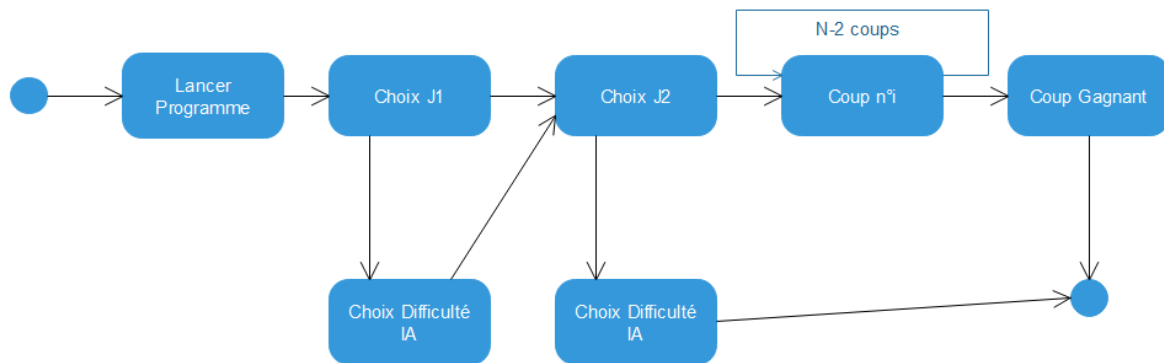 N-2 coups
Lancer
Programme
Choix J1
Choix J2
Coup n°i
Coup Gagnant
Choix Difficulté
IA
Choix Difficulté
IA